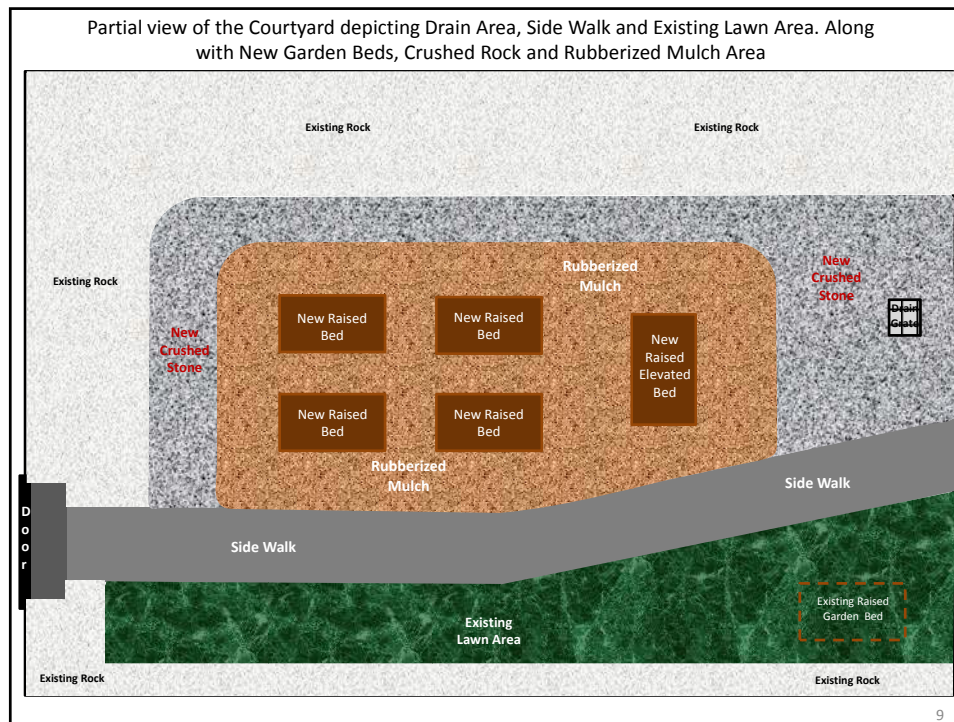 Partial view of the Courtyard depicting Drain Area, Side Walk and Existing Lawn Area. Along
with New Garden Beds, Crushed Rock and Rubberized Mulch Area
Existing Rock
Existing Rock
Existing Rock
New
Crushed
Stone
Rubberized
Mulch
New
Crushed
Stone
Drain
Grate
New Raised
Bed
New Raised
Bed
New
Raised
Elevated
Bed
New Raised
Bed
New Raised
Bed
Rubberized
Mulch
Side Walk
Door
Side Walk
Existing Raised
Garden Bed
Existing
Lawn Area
Existing Rock
Existing Rock
9